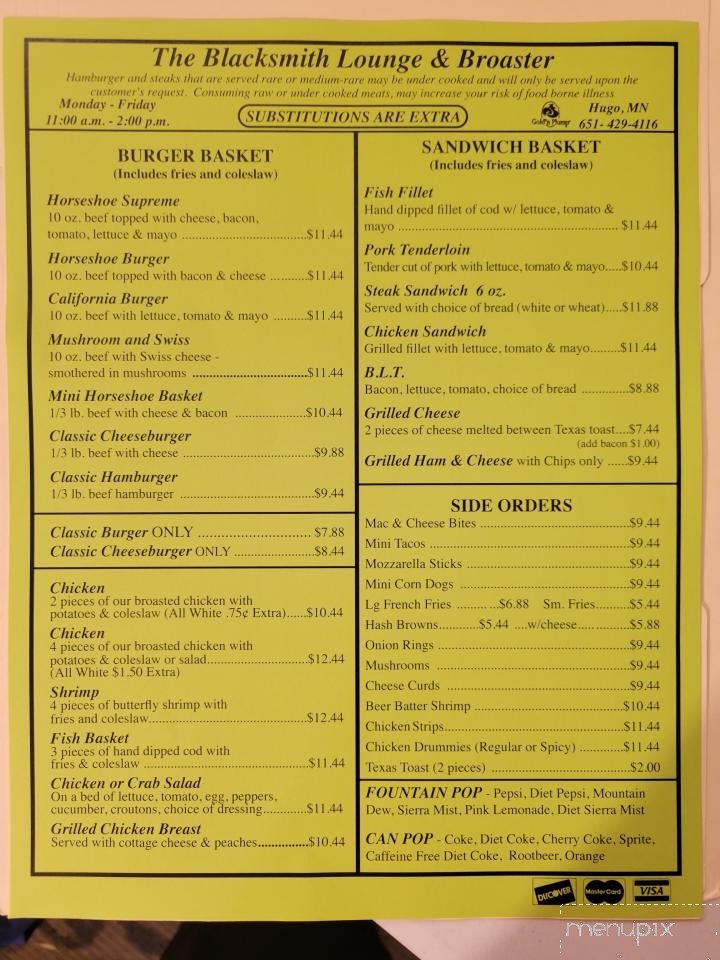 The Blacksmith Lounge & Broaster
Hamburger and steaks that are served rare or medium-rare may be under cooked and will only be served upon the
customer's request. Consuming raw or under cooked meats, may increase your risk of food borne illness
Monday - Friday
11:00 a.m. - 2:00 p.m.
SUBSTITUTIONS ARE EXTRA
Gold'n Plump
Hugo, MN
651- 429-4116
BURGER BASKET
(Includes fries and coleslaw)
Horseshoe Supreme
10 oz. beef topped with cheese, bacon,
tomato, lettuce & mayo ....................................$11.44
Horseshoe Burger
10 oz. beef topped with bacon & cheese ..........$11.44
California Burger
10 oz. beef with lettuce, tomato & mayo .........$11.44
Mushroom and Swiss
10 oz. beef with Swiss cheese -
smothered in mushrooms .................................$11.44
Mini Horseshoe Basket
1/3 lb. beef with cheese & bacon ....................$10.44
Classic Cheeseburger
1/3 lb. beef with cheese .......................................$9.88
Classic Hamburger
1/3 lb. beef hamburger .......................................$9.44
Classic Burger ONLY ............................. $7.88
Classic Cheeseburger ONLY .......................$8.44
Chicken
2 pieces of our broasted chicken with
potatoes & coleslaw (All White .75¢ Extra)......$10.44
Chicken
4 pieces of our broasted chicken with
potatoes & coleslaw or salad.............................$12.44
(All White $1.50 Extra)
Shrimp
4 pieces of butterfly shrimp with
fries and coleslaw..............................................$12.44
Fish Basket
3 pieces of hand dipped cod with
fries & coleslaw ................................................$11.44
Chicken or Crab Salad
On a bed of lettuce, tomato, egg, peppers,
cucumber, croutons, choice of dressing.............$11.44
Grilled Chicken Breast
Served with cottage cheese & peaches...............$10.44
SANDWICH BASKET
(Includes fries and coleslaw)
Fish Fillet
Hand dipped fillet of cod w/ lettuce, tomato &
mayo ............................................................... $11.44
Pork Tenderloin
Tender cut of pork with lettuce, tomato & mayo.....$10.44
Steak Sandwich 6 oz.
Served with choice of bread (white or wheat).....$11.88
Chicken Sandwich
Grilled fillet with lettuce, tomato & mayo.........$11.44
B.L.T.
Bacon, lettuce, tomato, choice of bread ..............$8.88
Grilled Cheese
2 pieces of cheese melted between Texas toast....$7.44
(add bacon $1.00)
Grilled Ham & Cheese with Chips only ......$9.44
SIDE ORDERS
Mac & Cheese Bites ...........................................$9.44
Mini Tacos .........................................................$9.44
Mozzarella Sticks ................................................$9.44
Mini Corn Dogs ..................................................$9.44
Lg French Fries ......... ...$6.88 Sm. Fries.........$5.44
Hash Browns............$5.44 ....w/cheese...............$5.88
Onion Rings ........................................................$9.44
Mushrooms .........................................................$9.44
Cheese Curds .....................................................$9.44
Beer Batter Shrimp ...........................................$10.44
Chicken Strips...................................................$11.44
Chicken Drummies (Regular or Spicy) ............$11.44
Texas Toast (2 pieces) ........................................$2.00
FOUNTAIN POP - Pepsi, Diet Pepsi, Mountain
Dew, Sierra Mist, Pink Lemonade, Diet Sierra Mist
CAN POP - Coke, Diet Coke, Cherry Coke, Sprite,
Caffeine Free Diet Coke, Rootbeer, Orange
DISCOVER
MasterCard
VISA
menupix